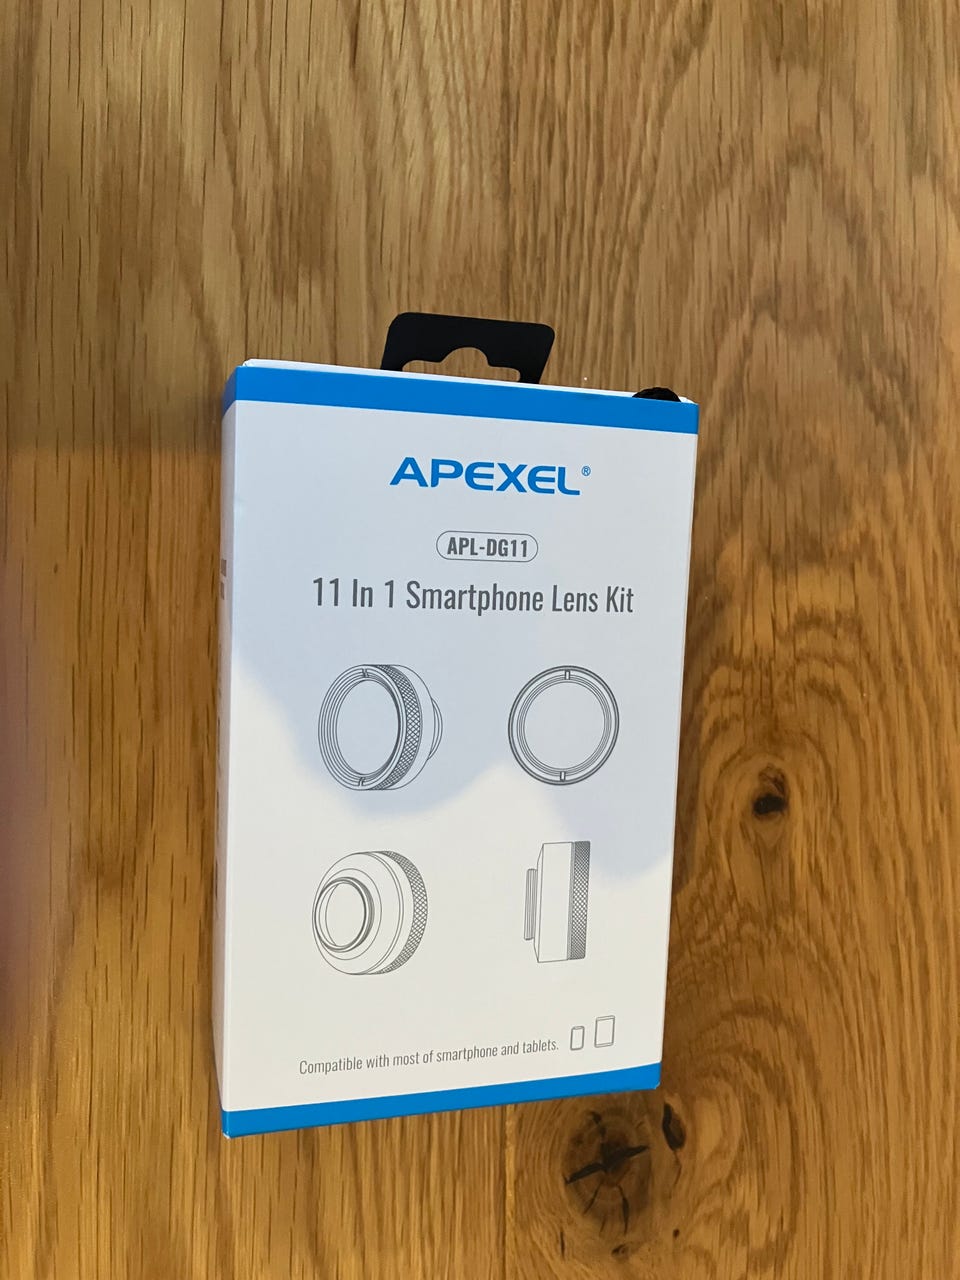 APEXEL®
APL-DG11
11 In 1 Smartphone Lens Kit
Compatible with most of smartphone and tablets.